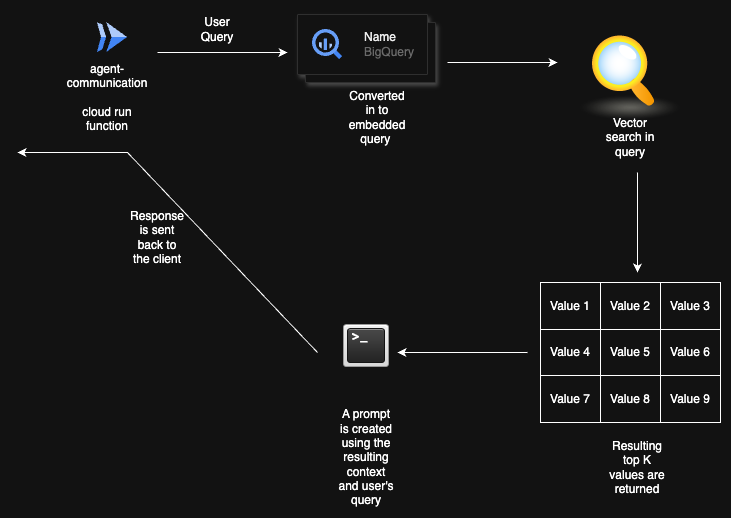 User
Query
Name
BigQuery
agent-
communication
cloud run
function
Converted
in to
embedded
query
Vector
search in
query
Response
is sent
back to
the client
Value 1 Value 2 Value 3
Value 4 Value 5 Value 6
Value 7 Value 8 Value 9
>_
A prompt
is created
using the
resulting
context
and user's
query
Resulting
top K
values are
returned